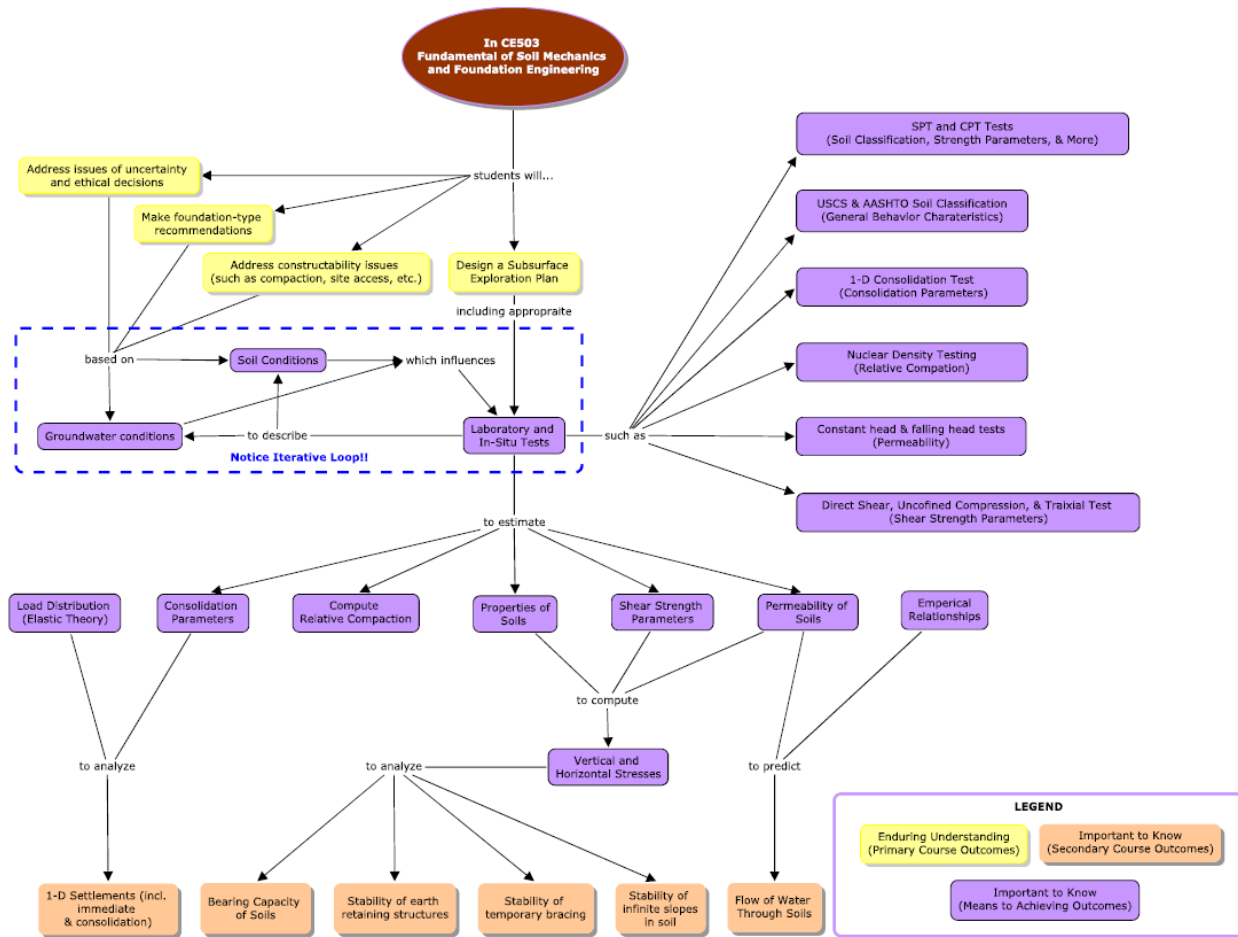 In CE503
Fundamental of Soil Mechanics
and Foundation Engineering
SPT and CPT Tests
(Soil Classification, Strength Parameters, & More)
Address issues of uncertainty
and ethical decisions
students will...
USCS & AASHTO Soil Classification
(General Behavior Charateristics)
Make foundation-type
recommendations
Address constructability issues
(such as compaction, site access, etc.)
Design a Subsurface
Exploration Plan
1-D Consolidation Test
(Consolidation Parameters)
including appropraite
based on
Soil Conditions
which influences
Nuclear Density Testing
(Relative Compation)
Groundwater conditions
to describe
Laboratory and
In-Situ Tests
such as
Constant head & falling head tests
(Permeability)
Notice Iterative Loop!!
Direct Shear, Uncofined Compression, & Traixial Test
(Shear Strength Parameters)
to estimate
Load Distribution
(Elastic Theory)
Consolidation
Parameters
Compute
Relative Compaction
Properties of
Soils
Shear Strength
Parameters
Permeability of
Soils
Emperical
Relationships
to compute
to analyze
to analyze
Vertical and
Horizontal Stresses
to predict
LEGEND
Enduring Understanding
(Primary Course Outcomes)
Important to Know
(Secondary Course Outcomes)
Important to Know
(Means to Achieving Outcomes)
1-D Settlements (incl.
immediate
& consolidation)
Bearing Capacity
of Soils
Stability of earth
retaining structures
Stability of
temporary bracing
Stability of
infinite slopes
in soil
Flow of Water
Through Soils